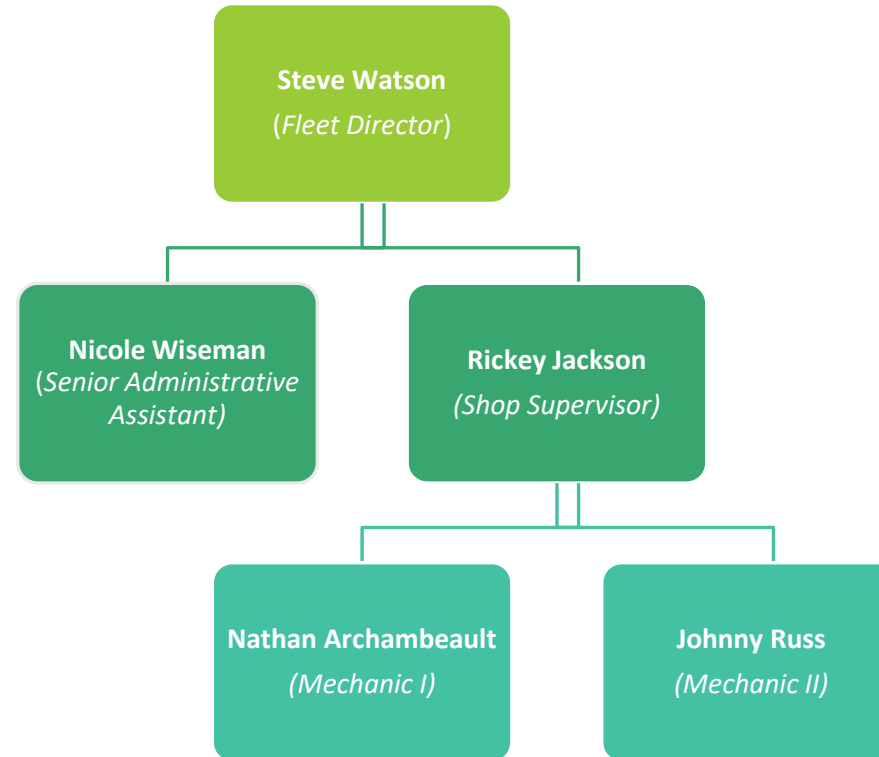 Steve Watson
(Fleet Director)
Nicole Wiseman
(Senior Administrative
Assistant)
Rickey Jackson
(Shop Supervisor)
Nathan Archambeault
(Mechanic I)
Johnny Russ
(Mechanic II)